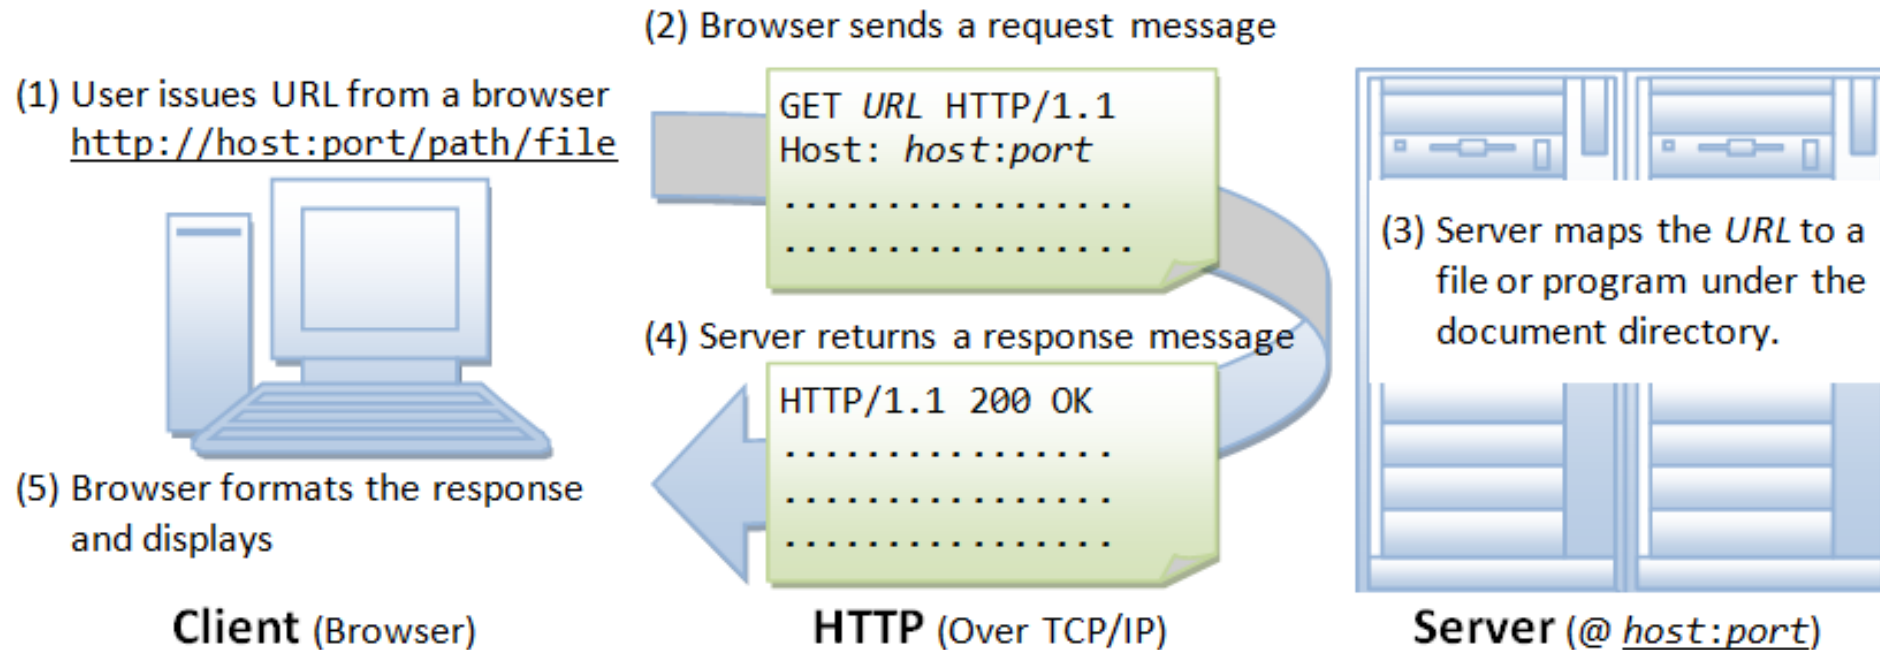 (2) Browser sends a request message
(1) User issues URL from a browser
http://host:port/path/file
GET URL HTTP/1.1
Host: host:port
..................
..................
(3) Server maps the URL to a
file or program under the
document directory.
(4) Server returns a response message
HTTP/1.1 200 OK
.................
.................
.................
(5) Browser formats the response
and displays
Client (Browser)
HTTP (Over TCP/IP)
Server (@ host:port)